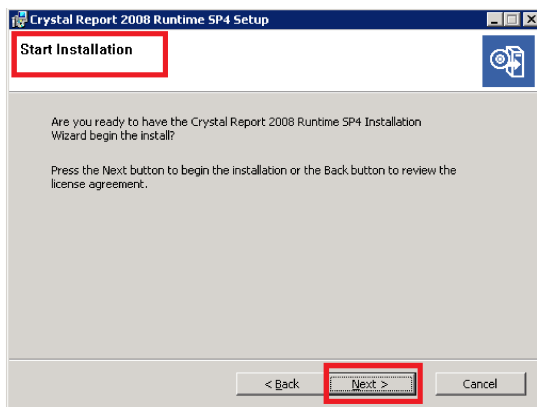 Crystal Report 2008 Runtime SP4 Setup
Start Installation
Are you ready to have the Crystal Report 2008 Runtime SP4 Installation
Wizard begin the install?
Press the Next button to begin the installation or the Back button to review the
license agreement.
< Back Next > Cancel